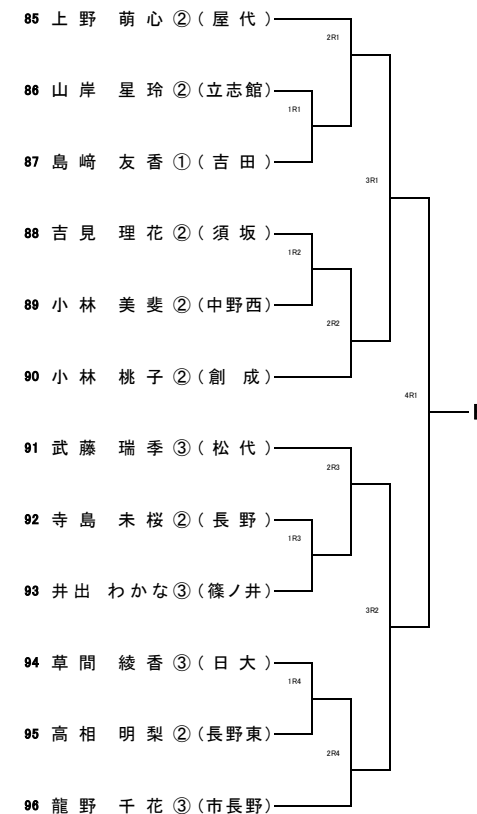 85 上野 萌心 ② (屋代)
2R1
86 山岸 星玲 ② (立志館)
1R1
87 島﨑 友香 ① (吉田)
3R1
88 吉見 理花 ② (須坂)
1R2
89 小林 美斐 ② (中野西)
2R2
90 小林 桃子 ② (創成)
4R1
I
91 武藤 瑞季 ③ (松代)
2R3
92 寺島 未桜 ② (長野)
1R3
93 井出 わかな ③ (篠ノ井)
3R2
94 草間 綾香 ③ (日大)
1R4
95 高相 明梨 ② (長野東)
2R4
96 龍野 千花 ③ (市長野)